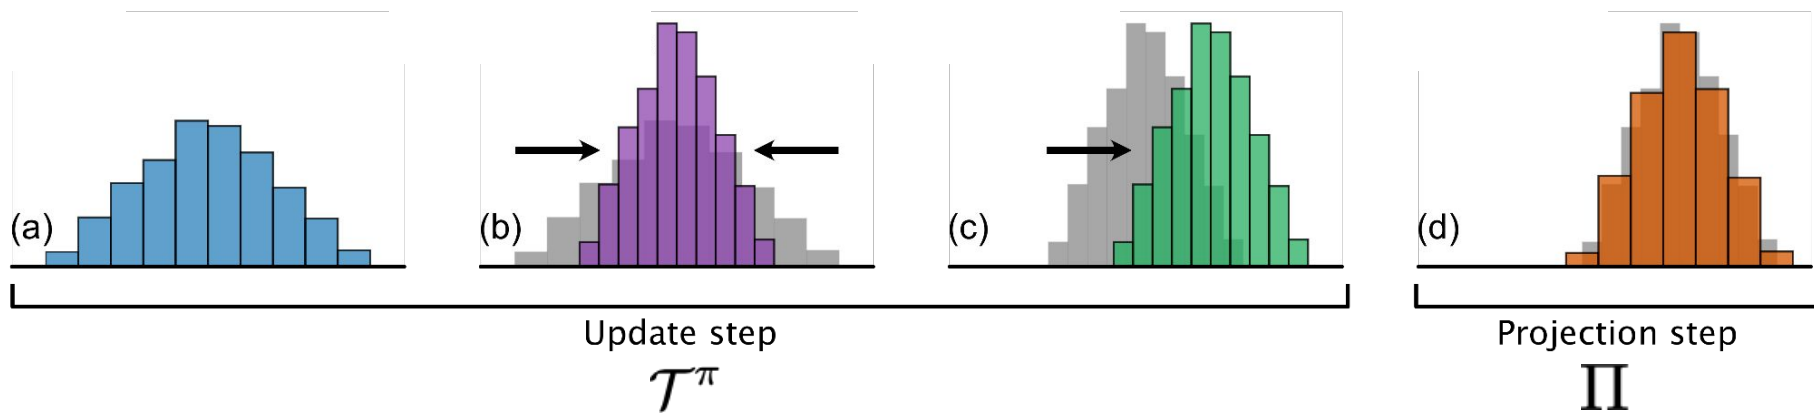 (a) (b) (c) (d)
Update step Projection step
𝒯^π Π